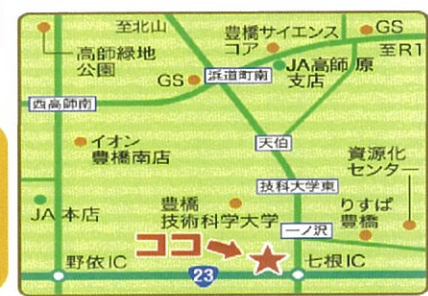 至北山
豊橋サイエンス
コア
GS
至R1
高師緑地
公園
GS
浜道町南
JA高師 原
支店
西高師南
イオン
豊橋南店
天伯
資源化
センター
技科大学東
JA 本店
豊橋
技術科学大学
りすぱ
豊橋
一ノ沢
ココ
野依IC
23
七根IC